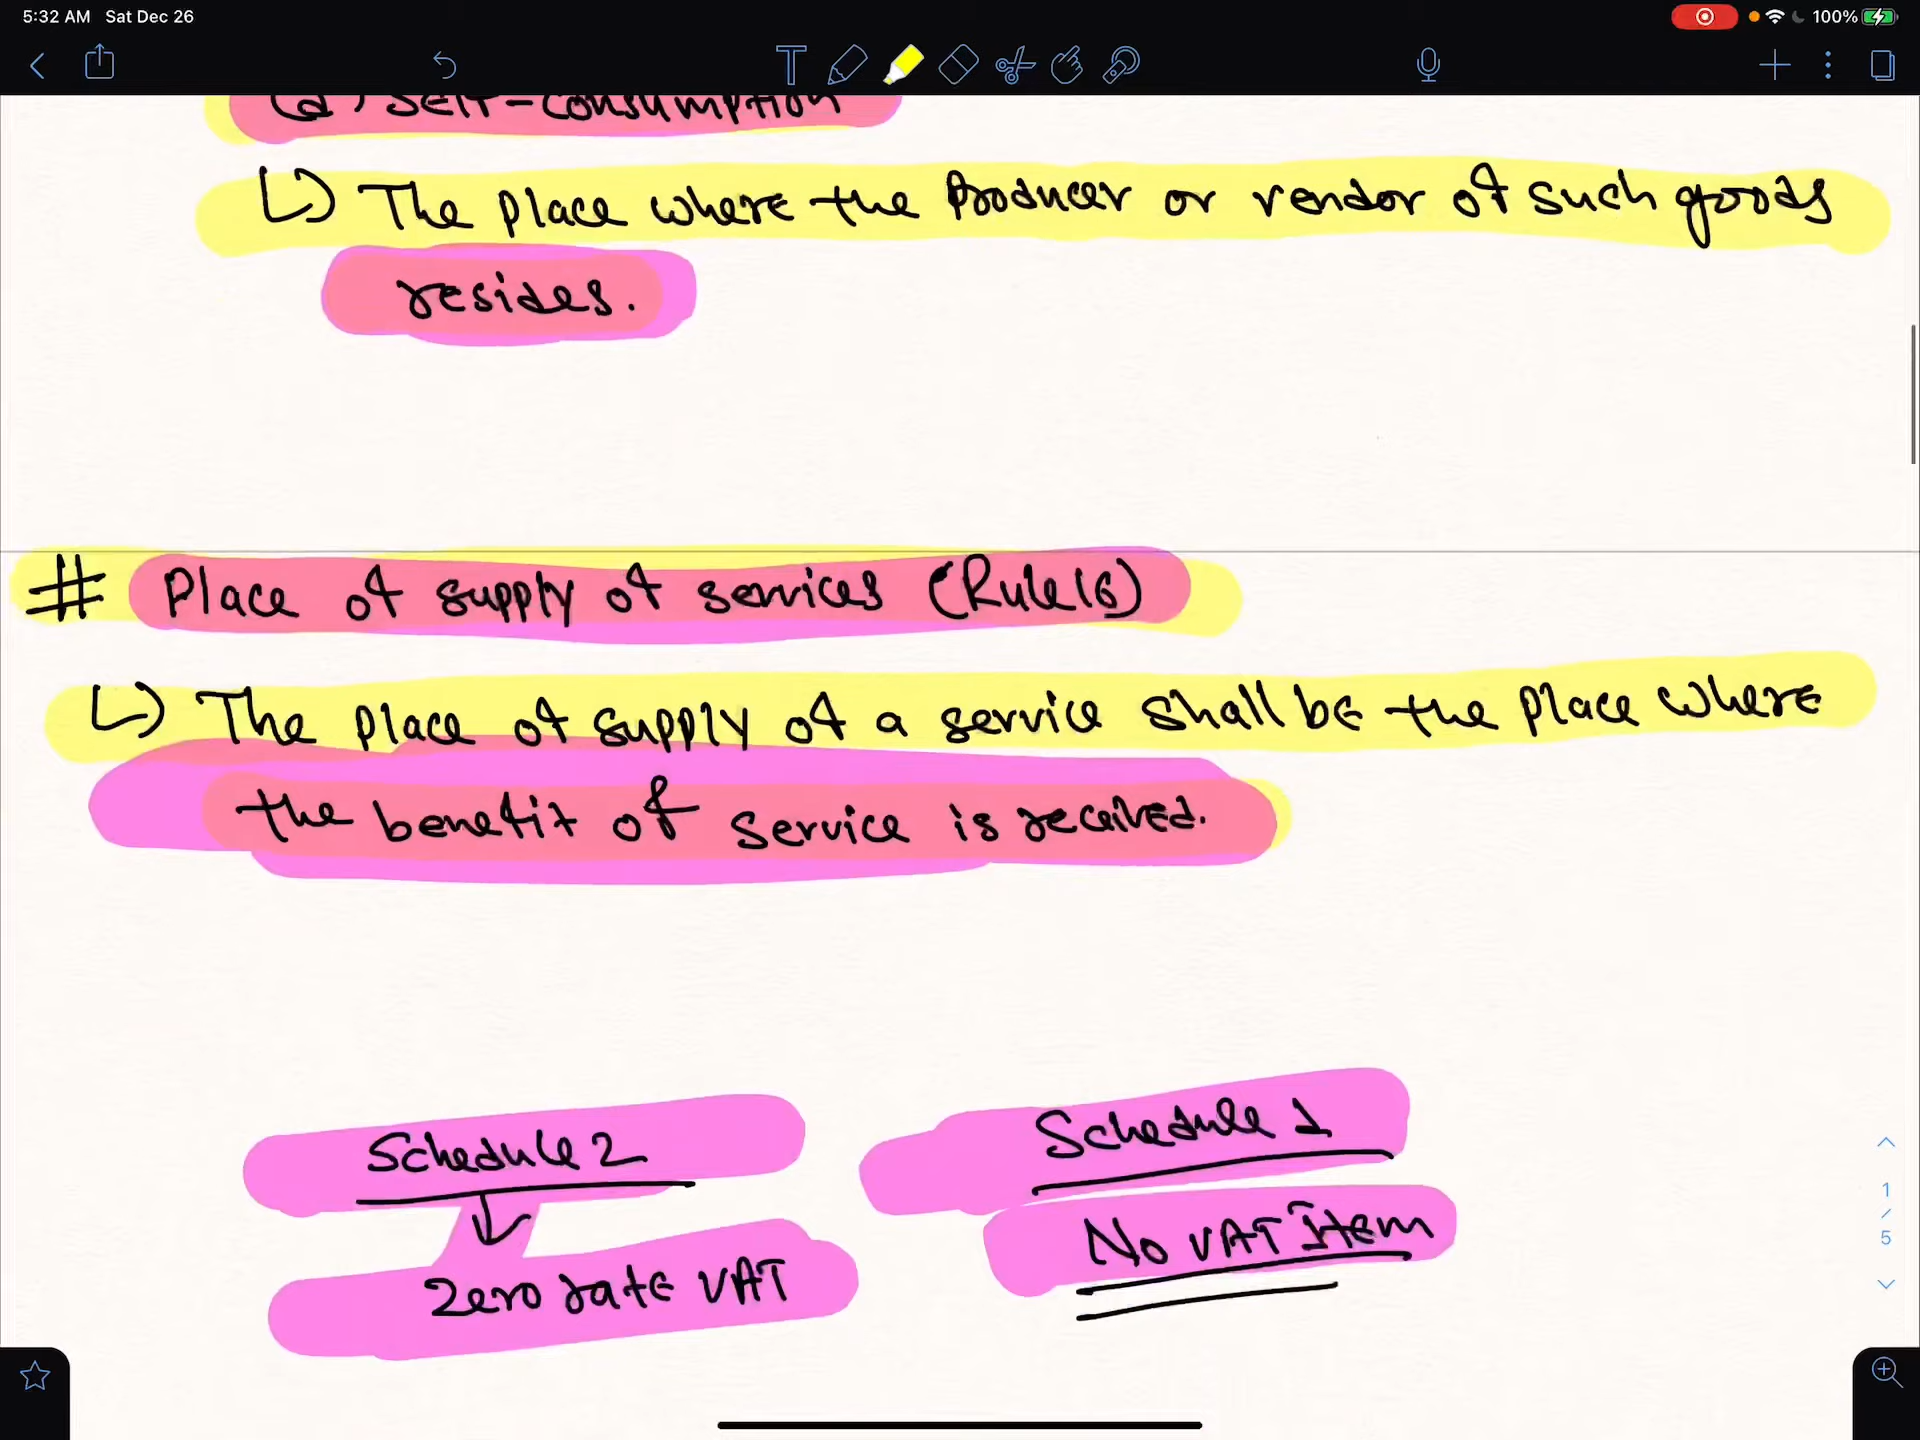 5:32 AM Sat Dec 26
100%
(d) Self-consumption
The place where the producer or vendor of such goods
resides.
# Place of supply of services (Rule 16)
The place of supply of a service shall be the place where
the benefit of service is received.
Schedule 2
Schedule 1
Zero rate VAT
No VAT Item
1
/
5